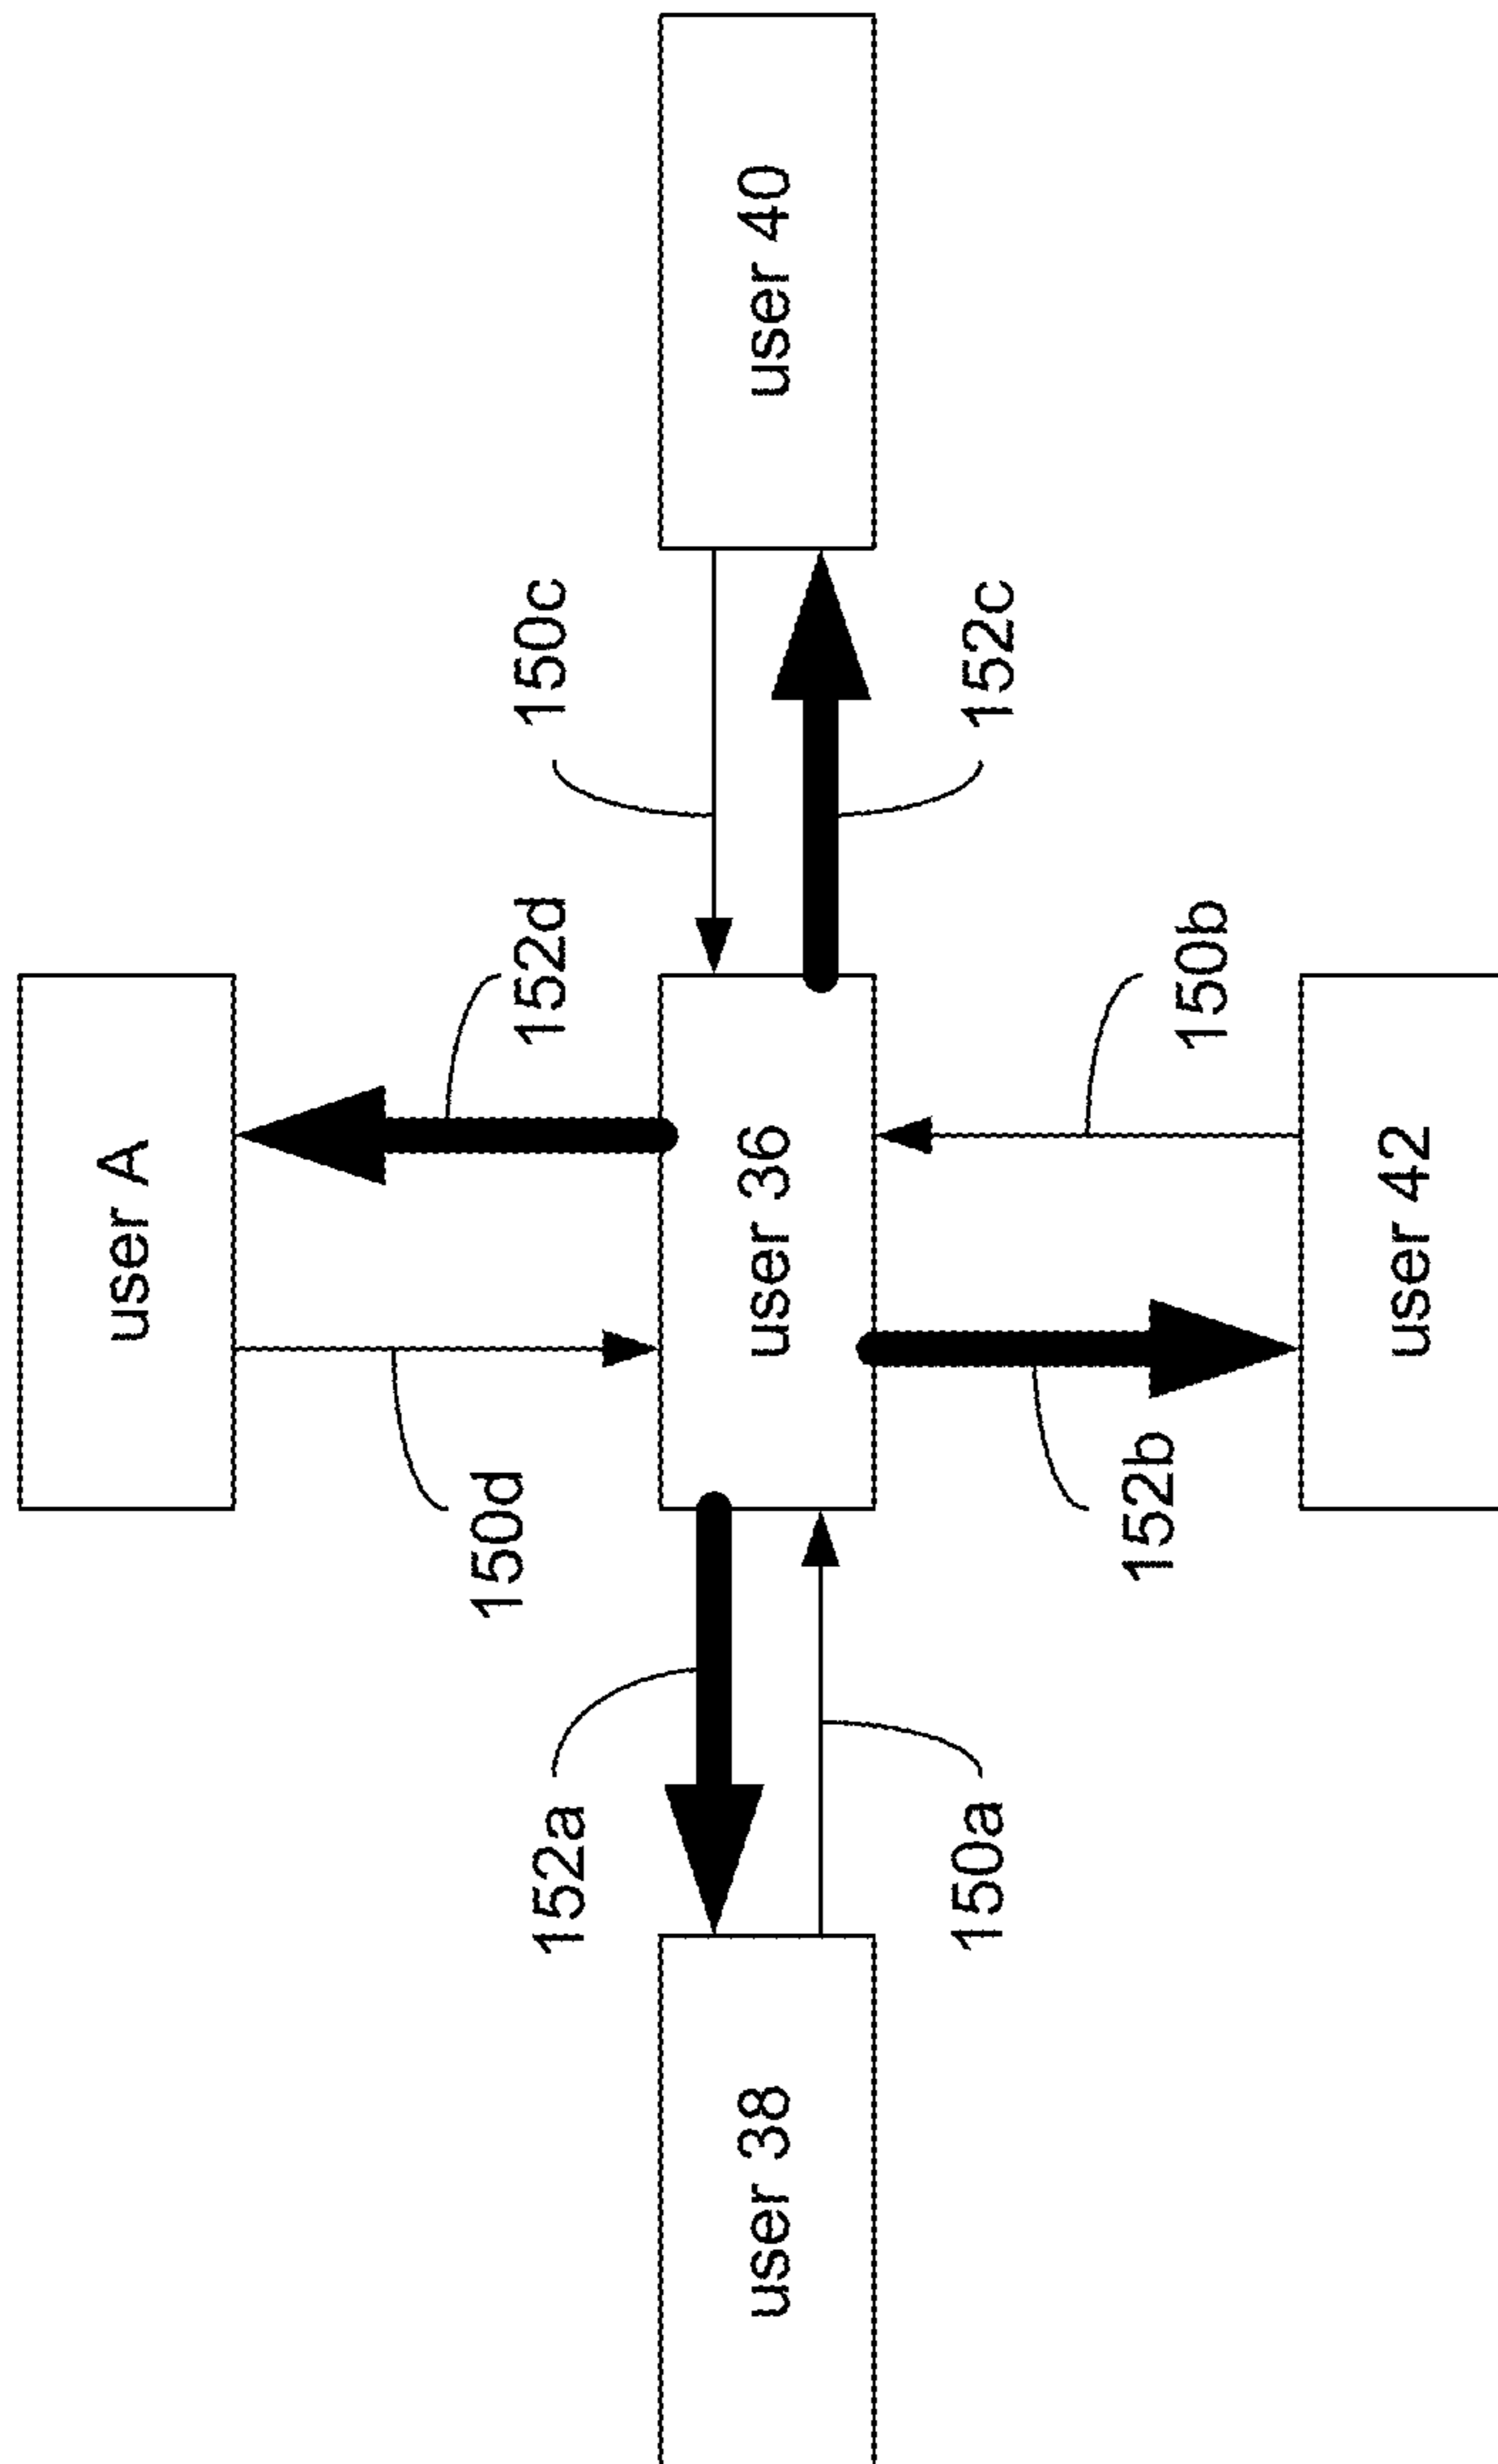 user A
152d
150d
150c
152a
user 38
user 36
user 40
150a
152c
152b
150b
user 42